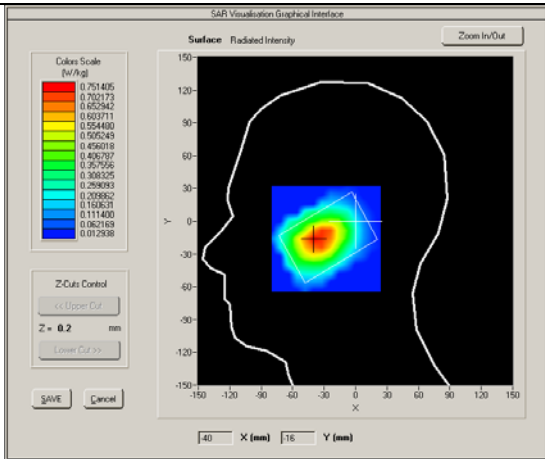 SAR Visualisation Graphical Interface
Surface Radiated Intensity
Zoom In/Out
Colors Scale
(W/kg)
0.751405
0.702173
0.652942
0.603711
0.554480
0.505249
0.456018
0.406787
0.357556
0.308325
0.259093
0.209862
0.160631
0.111400
0.062169
0.012938
150
120
90
60
30
0
-30
-60
-90
-120
-150
Y
-150 -120 -90 -60 -30 0 30 60 90 120 150
X
Z-Cuts Control
<< Upper Cut
Z = 0.2 mm
Lower Cut >>
SAVE Cancel
-40 X (mm) -16 Y (mm)